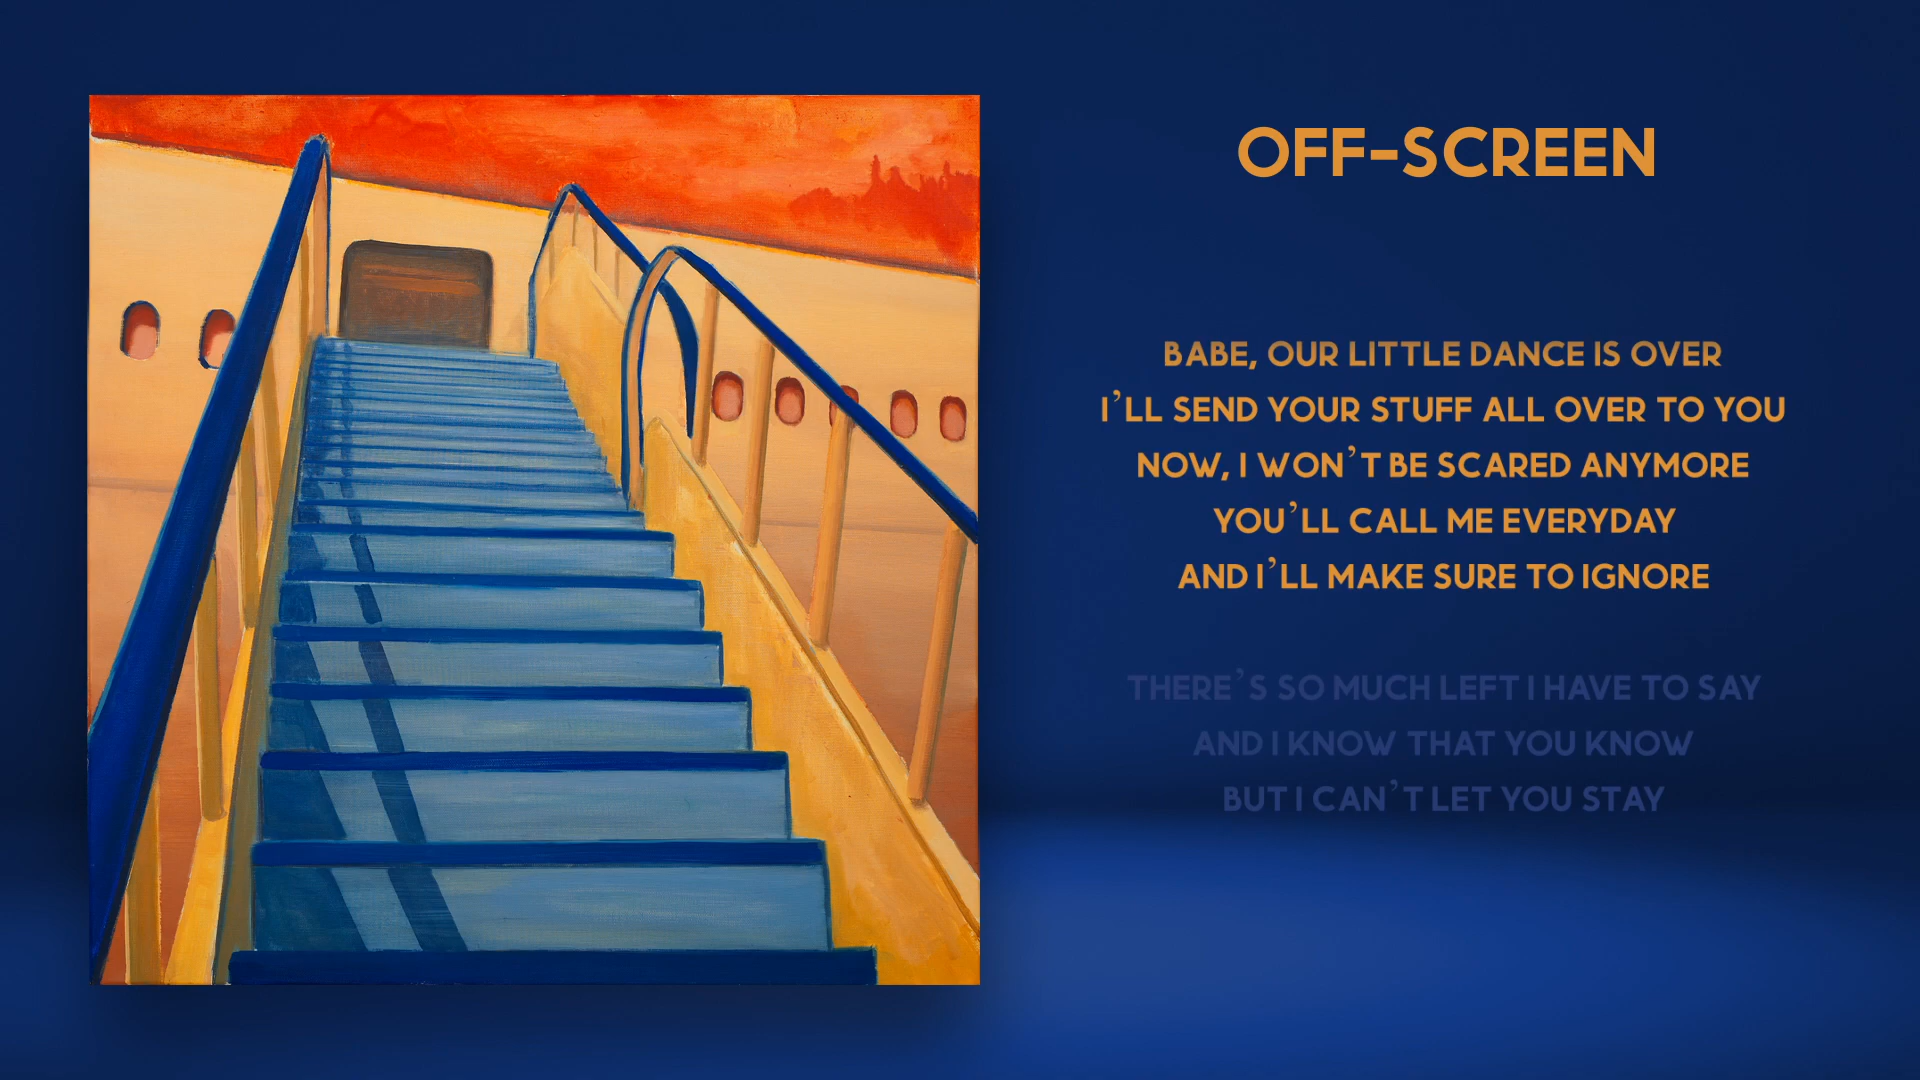 OFF-SCREEN
BABE, OUR LITTLE DANCE IS OVER
I'LL SEND YOUR STUFF ALL OVER TO YOU
NOW, I WON'T BE SCARED ANYMORE
YOU'LL CALL ME EVERYDAY
AND I'LL MAKE SURE TO IGNORE
THERE'S SO MUCH LEFT I HAVE TO SAY
AND I KNOW THAT YOU KNOW
BUT I CAN'T LET YOU STAY